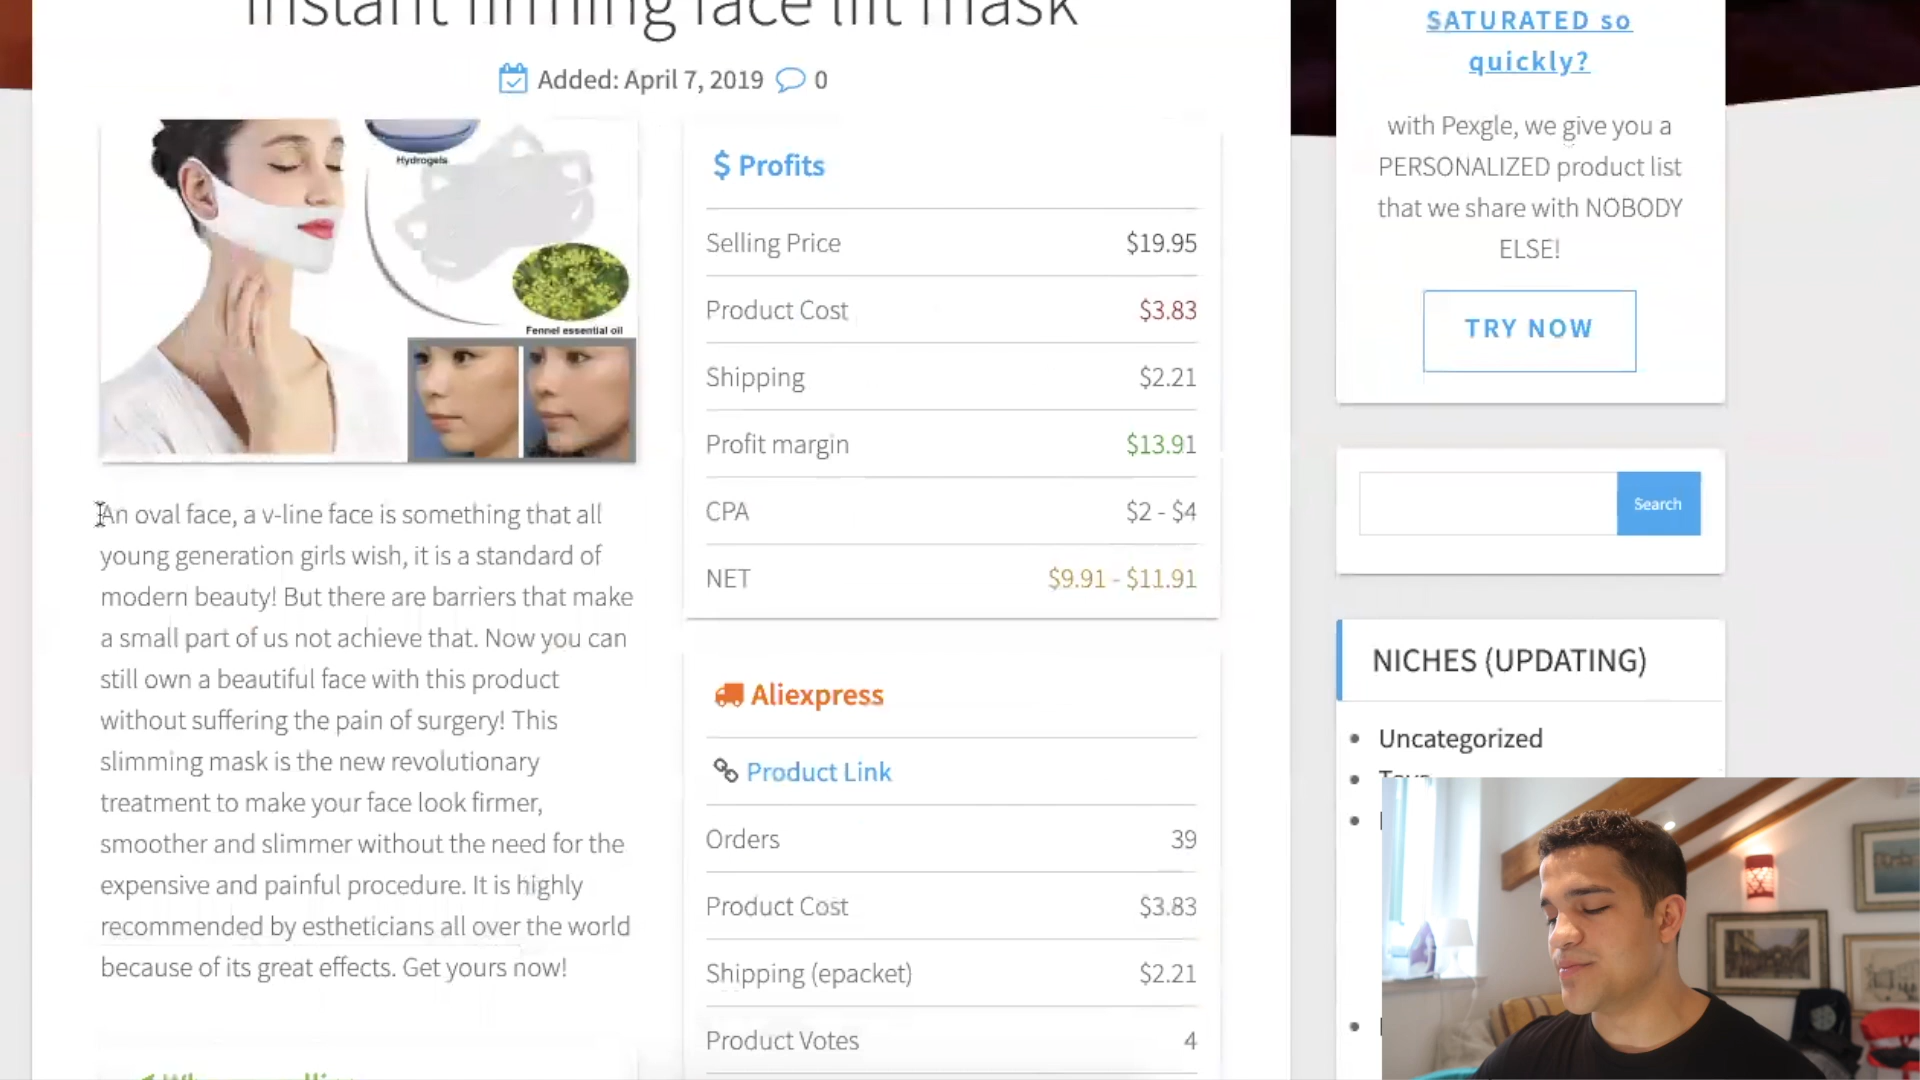 instant firming face lift mask
Added: April 7, 2019 0
Hydrogels
Fennel essential oil
An oval face, a v-line face is something that all
young generation girls wish, it is a standard of
modern beauty! But there are barriers that make
a small part of us not achieve that. Now you can
still own a beautiful face with this product
without suffering the pain of surgery! This
slimming mask is the new revolutionary
treatment to make your face look firmer,
smoother and slimmer without the need for the
expensive and painful procedure. It is highly
recommended by estheticians all over the world
because of its great effects. Get yours now!
$ Profits
Selling Price $19.95
Product Cost $3.83
Shipping $2.21
Profit margin $13.91
CPA $2 - $4
NET $9.91 - $11.91
Aliexpress
Product Link
Orders 39
Product Cost $3.83
Shipping (epacket) $2.21
Product Votes 4
SATURATED so
quickly?
with Pexgle, we give you a
PERSONALIZED product list
that we share with NOBODY
ELSE!
TRY NOW
Search
NICHES (UPDATING)
Uncategorized